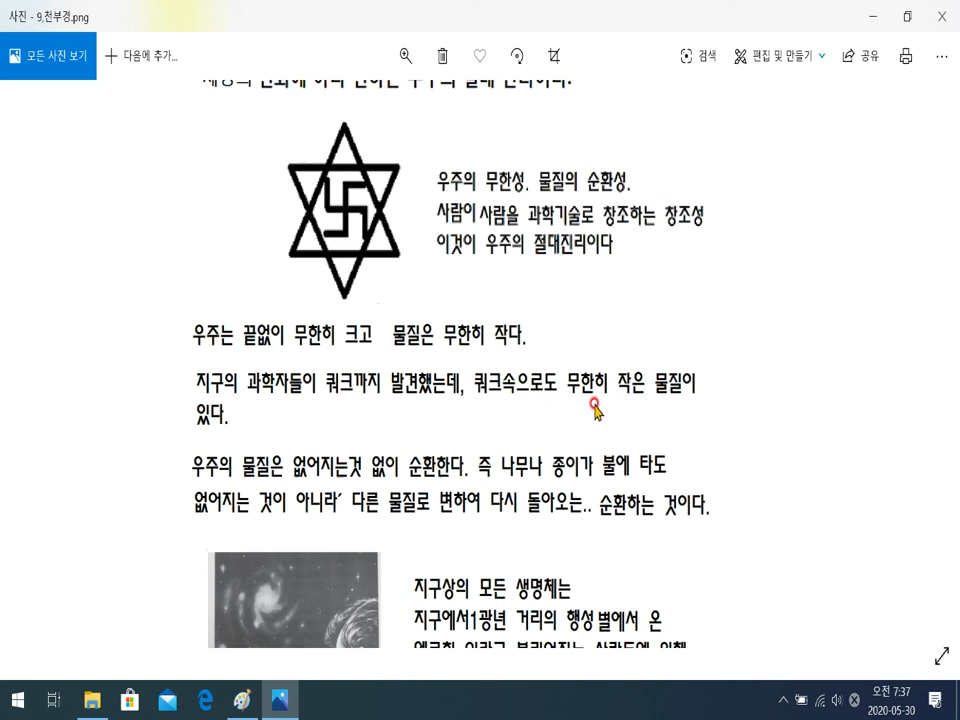 사진 - 9,천부경.png
모든 사진 보기
다음에 추가...
검색
편집 및 만들기
공유
우주의 무한성. 물질의 순환성.
사람이 사람을 과학기술로 창조하는 창조성
이것이 우주의 절대진리이다
우주는 끝없이 무한히 크고 물질은 무한히 작다.
지구의 과학자들이 쿼크까지 발견했는데, 쿼크속으로도 무한히 작은 물질이
있다.
우주의 물질은 없어지는것 없이 순환한다. 즉 나무나 종이가 불에 타도
없어지는 것이 아니라´ 다른 물질로 변하여 다시 돌아오는.. 순환하는 것이다.
지구상의 모든 생명체는
지구에서1광년 거리의 행성 별에서 온
오전 7:37
2020-05-30